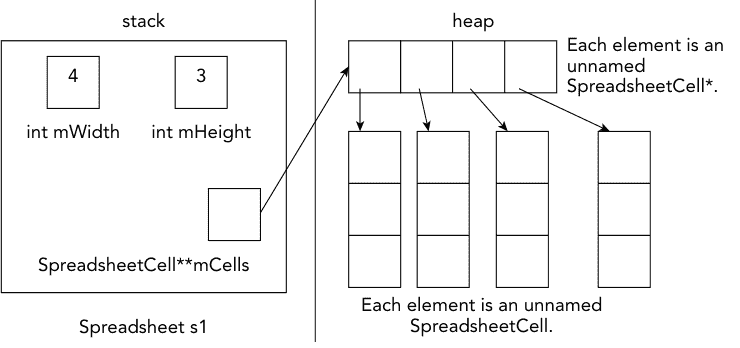 stack
heap
4
3
int mWidth
int mHeight
SpreadsheetCell**mCells
Spreadsheet s1
Each element is an
unnamed
SpreadsheetCell*.
Each element is an unnamed
SpreadsheetCell.